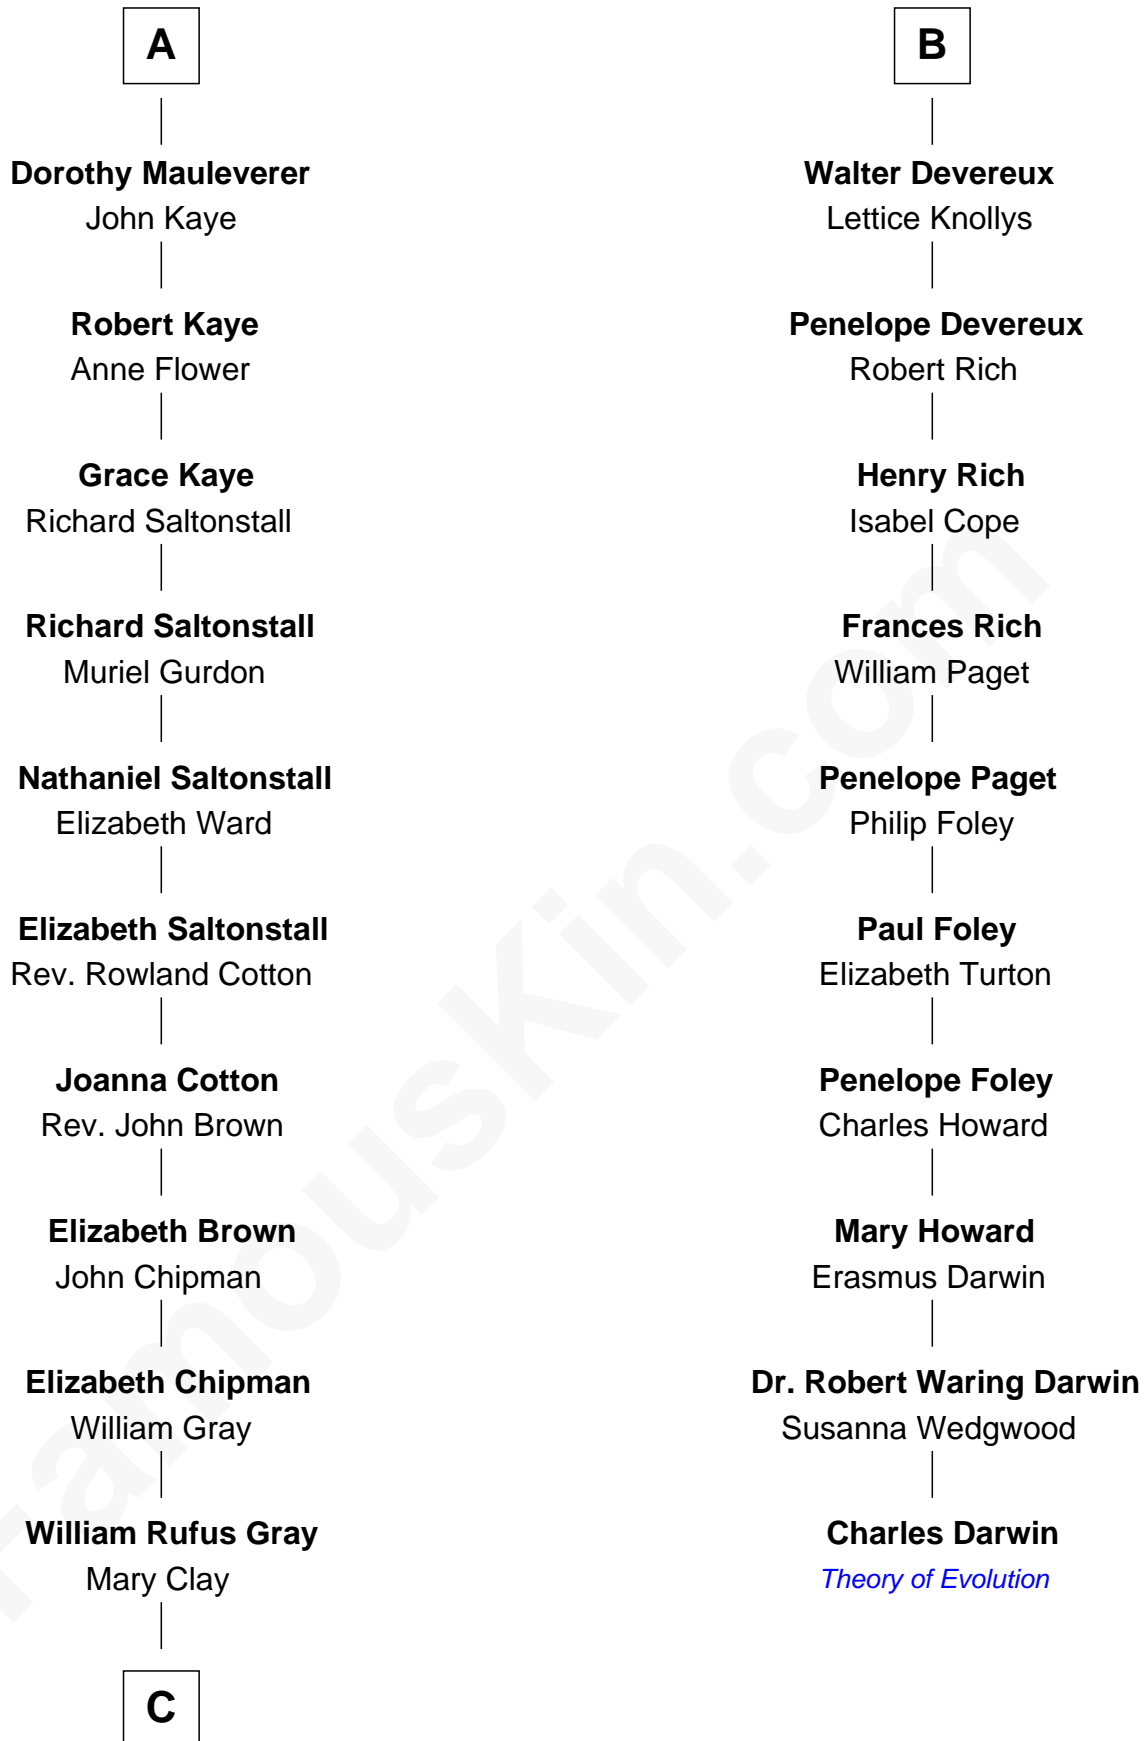 A
Dorothy Mauleverer
John Kaye
Robert Kaye
Anne Flower
Grace Kaye
Richard Saltonstall
Richard Saltonstall
Muriel Gurdon
Nathaniel Saltonstall
Elizabeth Ward
Elizabeth Saltonstall
Rev. Rowland Cotton
Joanna Cotton
Rev. John Brown
Elizabeth Brown
John Chipman
Elizabeth Chipman
William Gray
William Rufus Gray
Mary Clay
C
B
Walter Devereux
Lettice Knollys
Penelope Devereux
Robert Rich
Henry Rich
Isabel Cope
Frances Rich
William Paget
Penelope Paget
Philip Foley
Paul Foley
Elizabeth Turton
Penelope Foley
Charles Howard
Mary Howard
Erasmus Darwin
Dr. Robert Waring Darwin
Susanna Wedgwood
Charles Darwin
Theory of Evolution
FamousKin.com